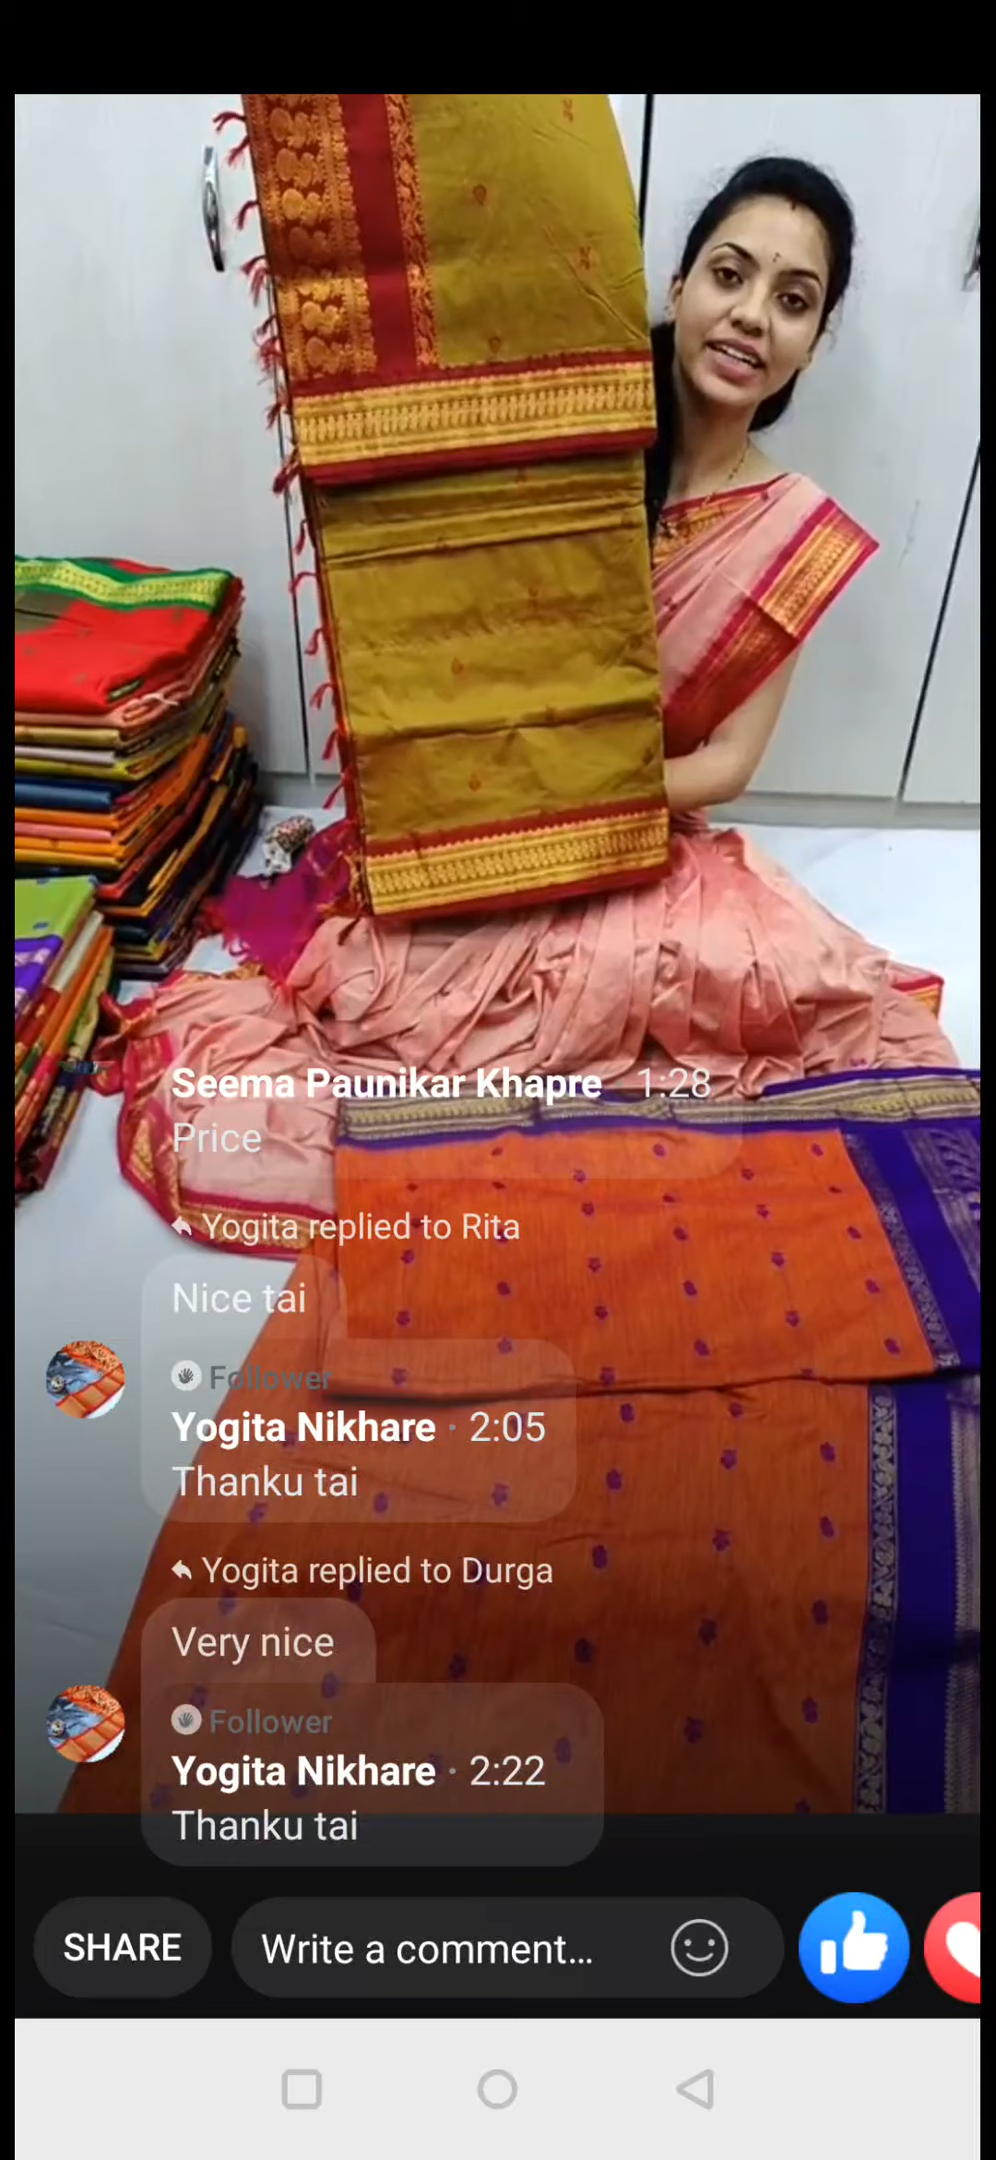 Seema Paunikar Khapre 1:28
Price
Yogita replied to Rita
Nice tai
Follower
Yogita Nikhare · 2:05
Thanku tai
Yogita replied to Durga
Very nice
Follower
Yogita Nikhare · 2:22
Thanku tai
SHARE
Write a comment...